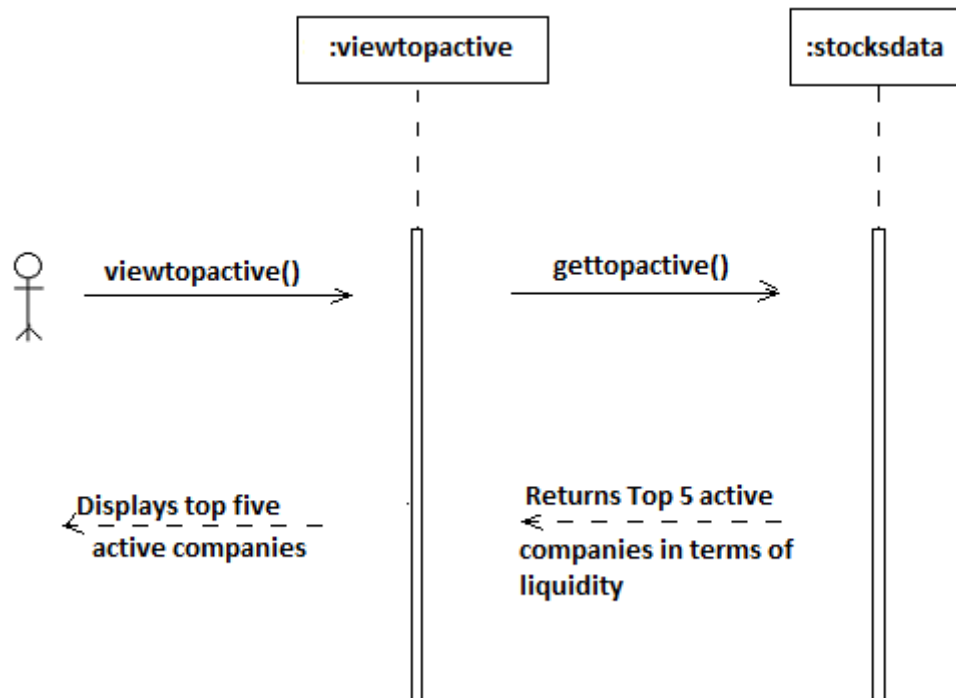 :viewtopactive
:stocksdata
viewtopactive()
gettopactive()
Displays top five
active companies
Returns Top 5 active
companies in terms of
liquidity